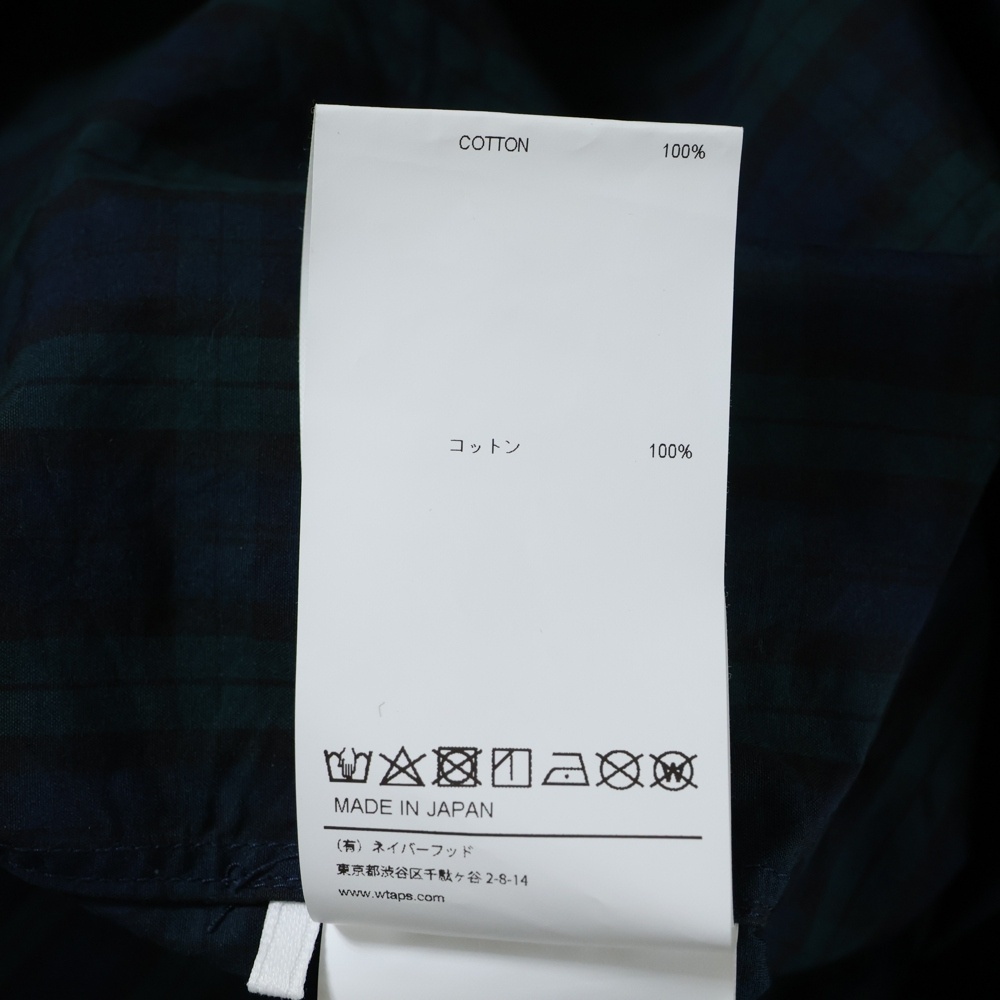 COTTON 100%
コットン 100%
MADE IN JAPAN
(有) ネイバーフッド
東京都渋谷区千駄ヶ谷 2-8-14
www.wtaps.com